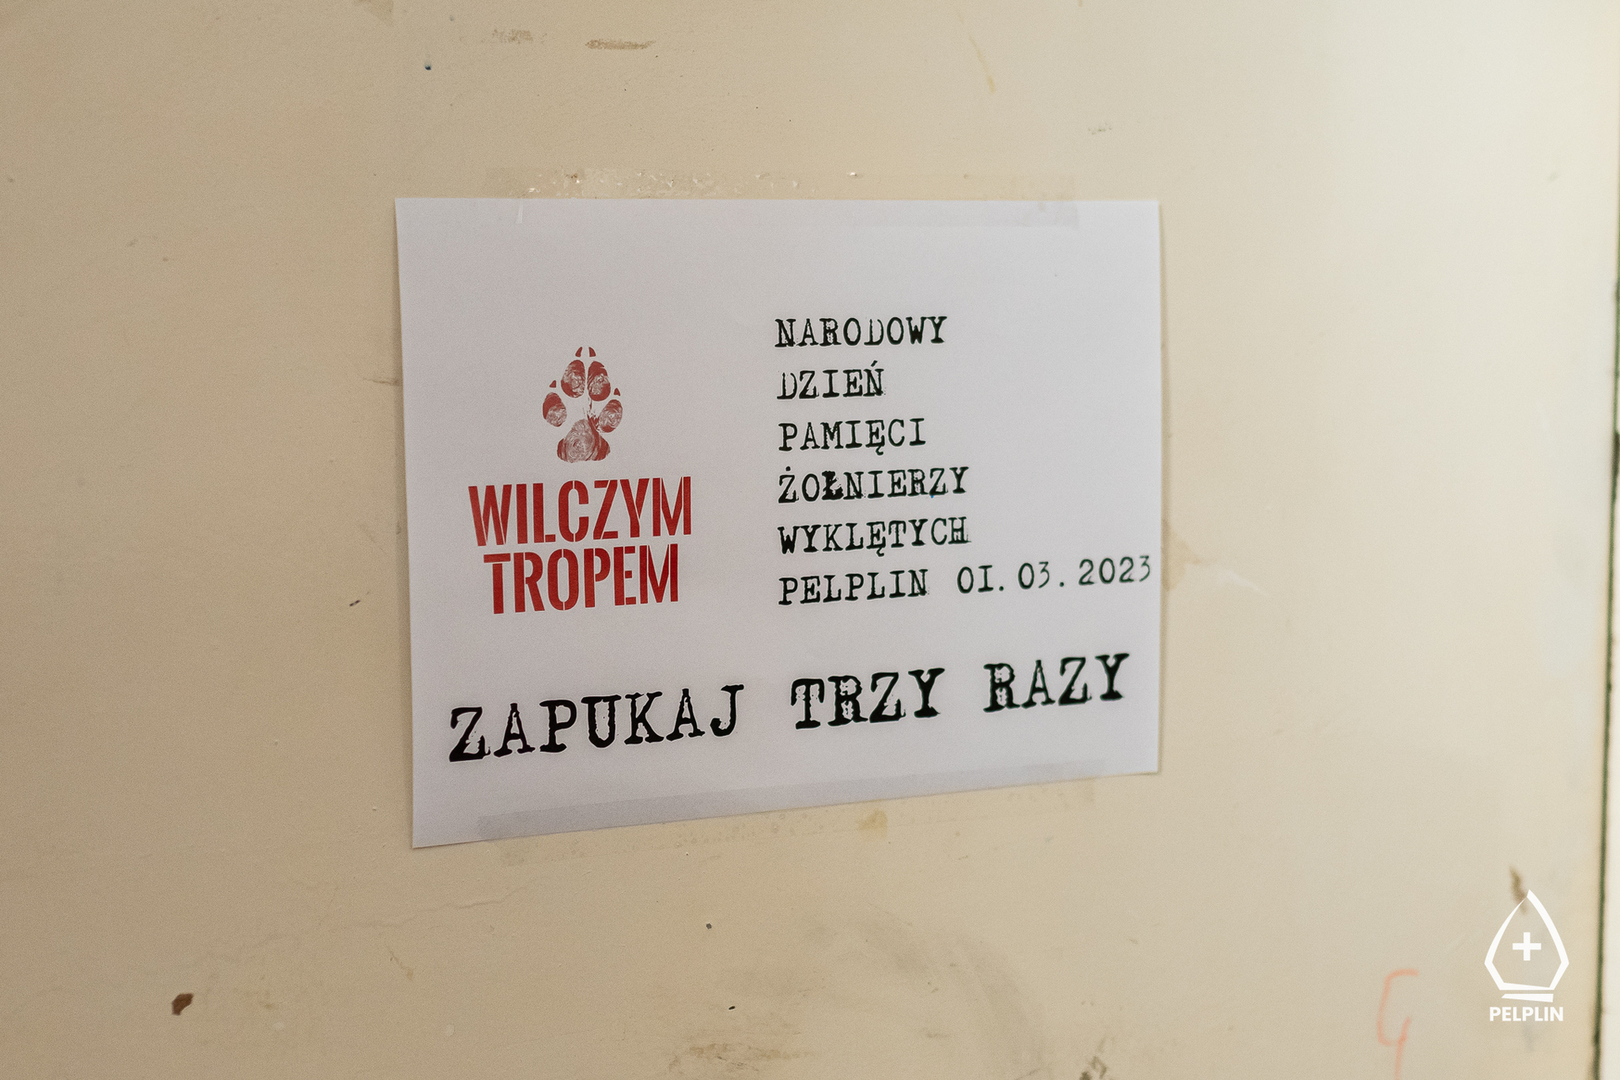 WILCZYM
TROPEM
NARODOWY
DZIEŃ
PAMIĘCI
ŻOŁNIERZY
WYKLĘTYCH
PELPLIN 01.03.2023
ZAPUKAJ TRZY RAZY
PELPLIN